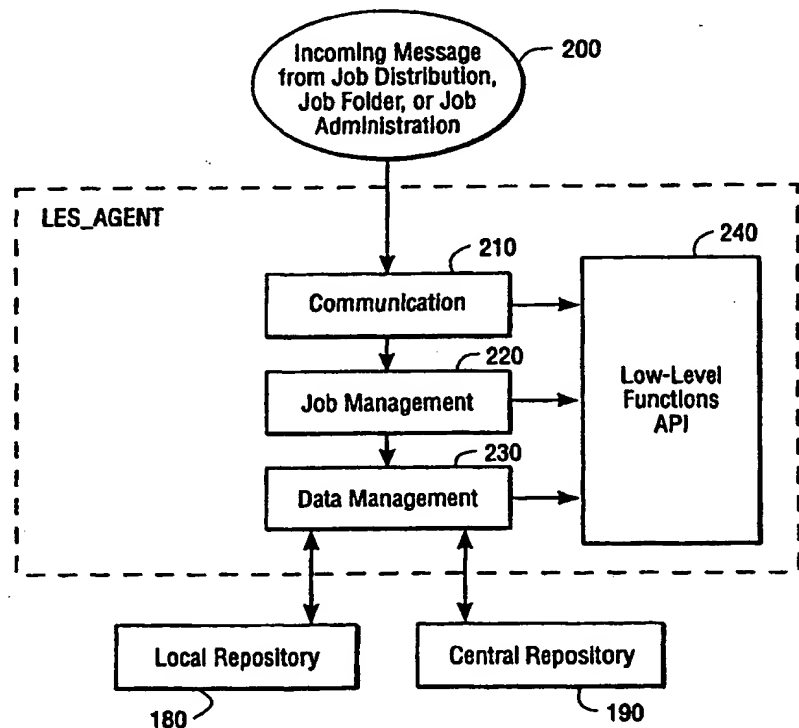 Incoming Message
from Job Distribution,
Job Folder, or Job
Administration
200
LES_AGENT
210
Communication
220
Job Management
230
Data Management
240
Low-Level
Functions
API
Local Repository
180
Central Repository
190